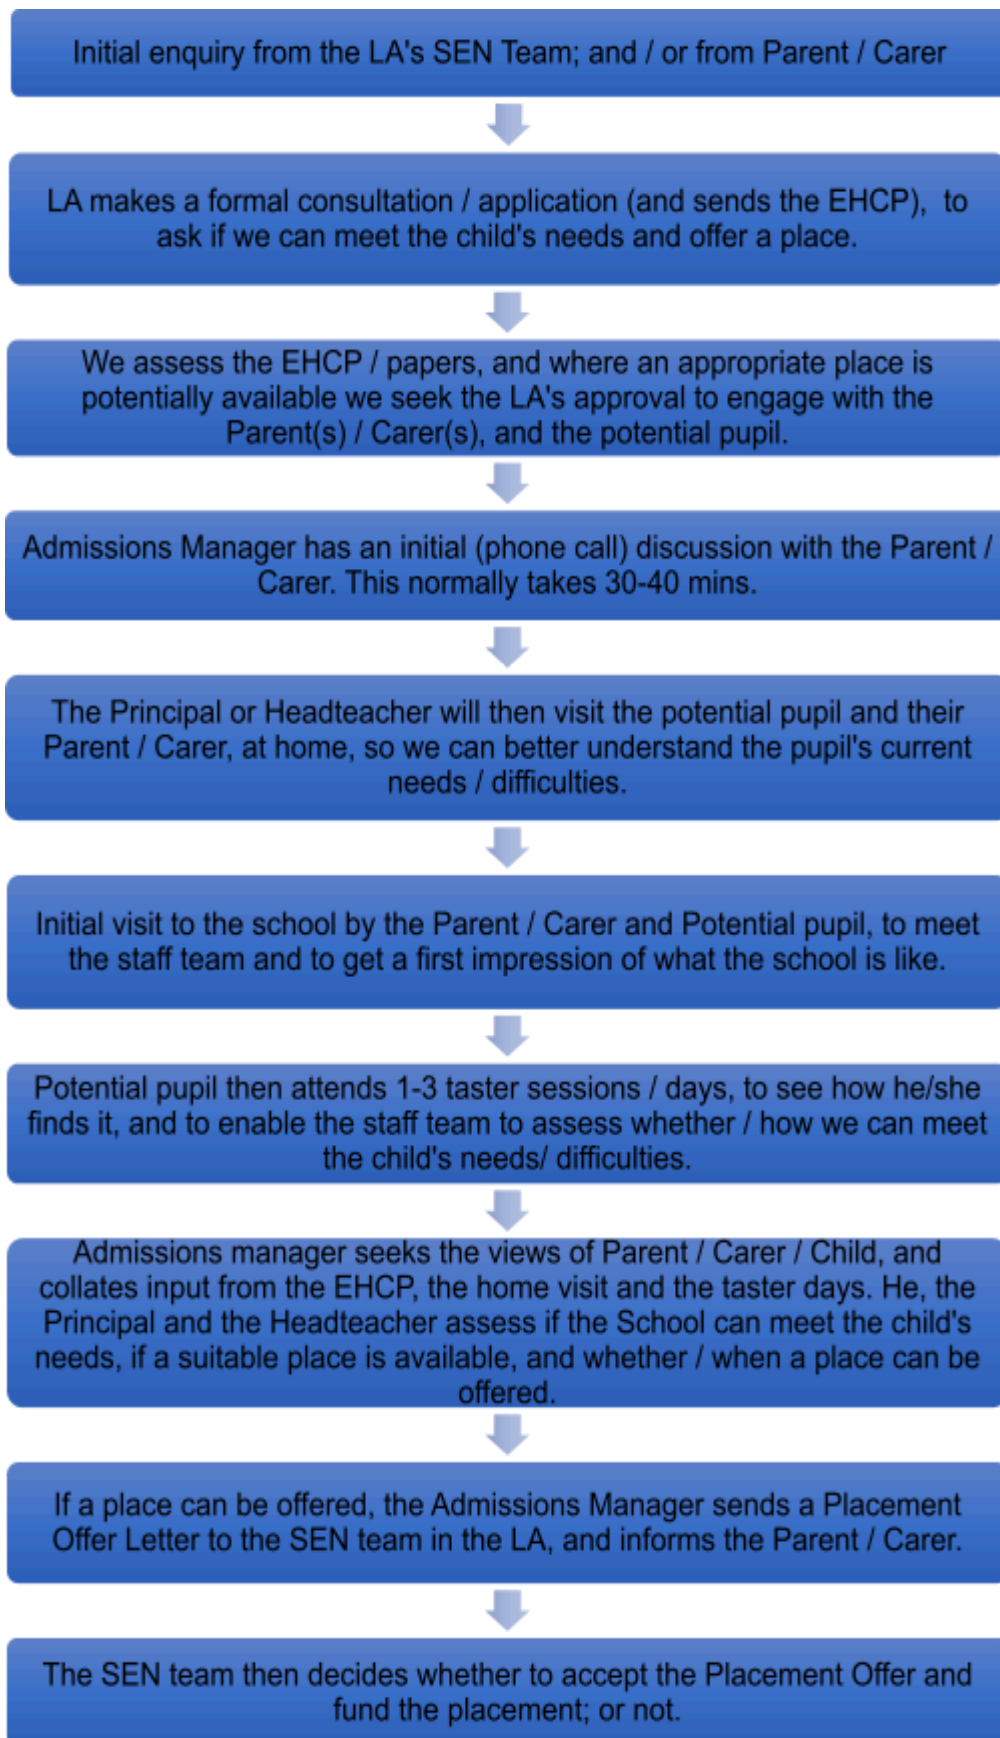 Initial enquiry from the LA's SEN Team; and / or from Parent / Carer
LA makes a formal consultation / application (and sends the EHCP),  to
ask if we can meet the child's needs and offer a place.
We assess the EHCP / papers, and where an appropriate place is
potentially available we seek the LA's approval to engage with the
Parent(s) / Carer(s), and the potential pupil.
Admissions Manager has an initial (phone call) discussion with the Parent /
Carer. This normally takes 30-40 mins.
The Principal or Headteacher will then visit the potential pupil and their
Parent / Carer, at home, so we can better understand the pupil's current
needs / difficulties.
Initial visit to the school by the Parent / Carer and Potential pupil, to meet
the staff team and to get a first impression of what the school is like.
Potential pupil then attends 1-3 taster sessions / days, to see how he/she
finds it, and to enable the staff team to assess whether / how we can meet
the child's needs/ difficulties.
Admissions manager seeks the views of Parent / Carer / Child, and
collates input from the EHCP, the home visit and the taster days. He, the
Principal and the Headteacher assess if the School can meet the child's
needs, if a suitable place is available, and whether / when a place can be
offered.
If a place can be offered, the Admissions Manager sends a Placement
Offer Letter to the SEN team in the LA, and informs the Parent / Carer.
The SEN team then decides whether to accept the Placement Offer and
fund the placement; or not.